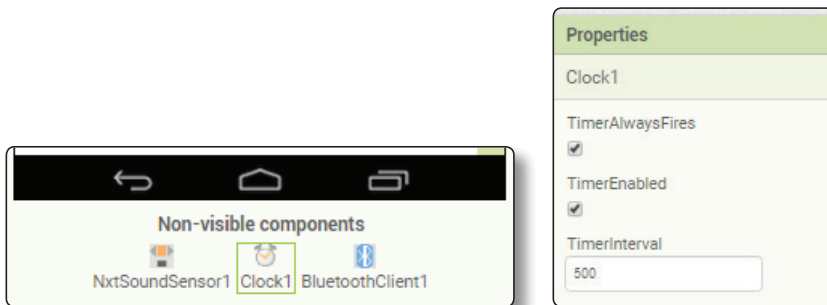 Non-visible components
NxtSoundSensor1 Clock1 BluetoothClient1
Properties
Clock1
TimerAlwaysFires
TimerEnabled
TimerInterval
500